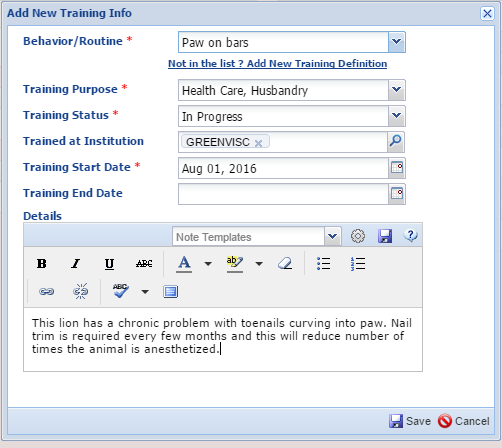 Add New Training Info
Behavior/Routine * Paw on bars
Not in the list ? Add New Training Definition
Training Purpose * Health Care, Husbandry
Training Status * In Progress
Trained at Institution GREENVISC
Training Start Date * Aug 01, 2016
Training End Date
Details
Note Templates
B I U ABC A ab
ABC
This lion has a chronic problem with toenails curving into paw. Nail
trim is required every few months and this will reduce number of
times the animal is anesthetized.
Save Cancel